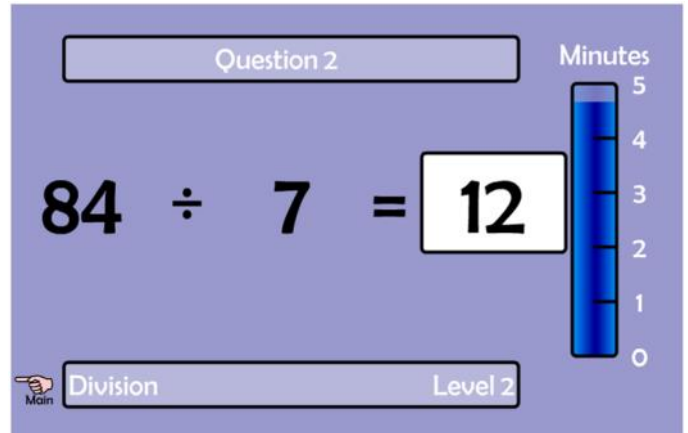 Question 2
Minutes
5
4
3
2
1
0
84 ÷ 7 = 12
Main
Division
Level 2